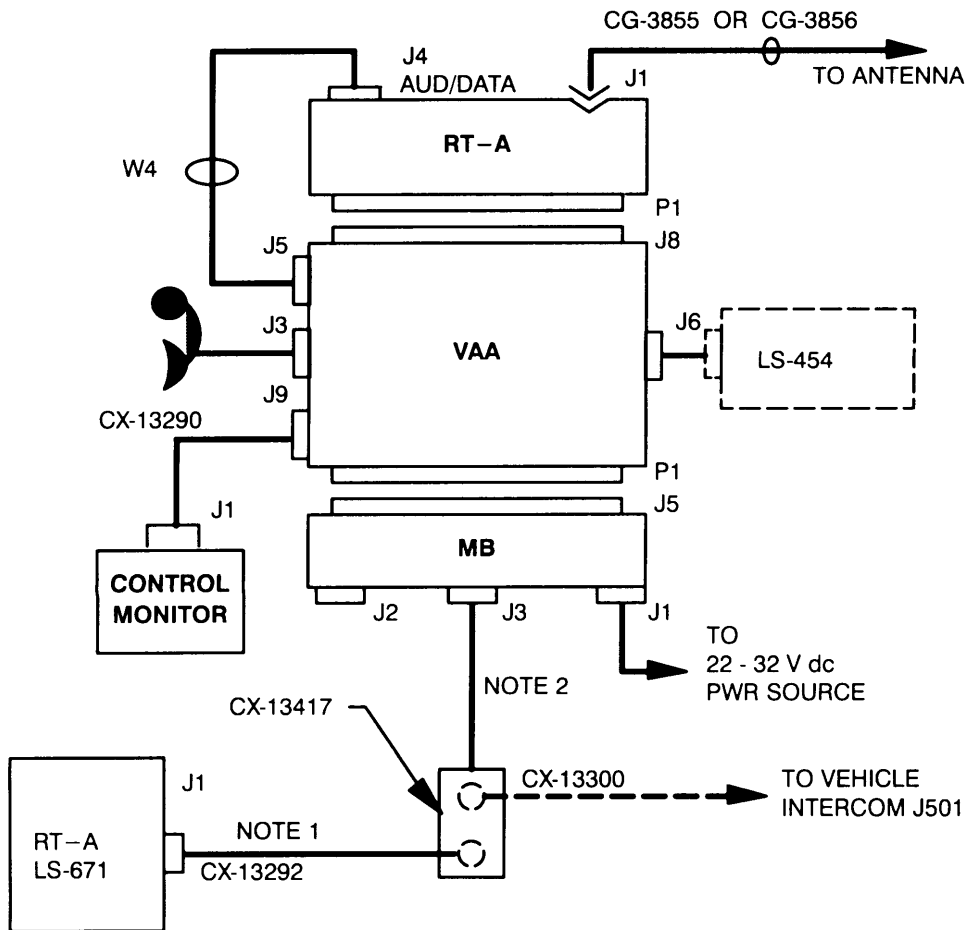 CG-3855 OR CG-3856
J4
AUD/DATA
J1
TO ANTENNA
RT-A
W4
P1
J5
J8
J3
VAA
J6
LS-454
J9
CX-13290
P1
J1
J5
MB
CONTROL
MONITOR
J2
J3
J1
TO
22 - 32 V dc
PWR SOURCE
NOTE 2
CX-13417
J1
CX-13300
TO VEHICLE
INTERCOM J501
NOTE 1
RT-A
LS-671
CX-13292